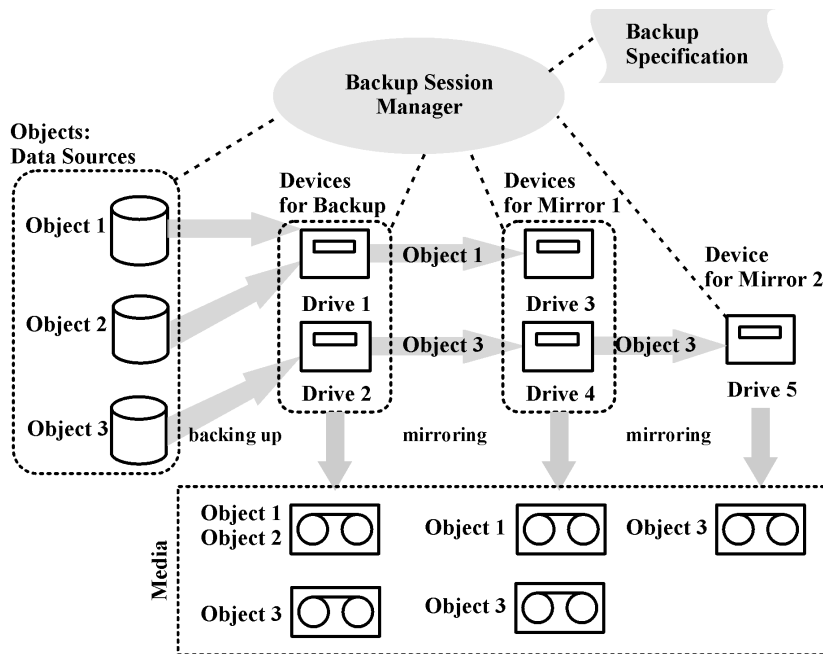 Backup
Specification
Backup Session
Manager
Objects:
Data Sources
Devices
for Backup
Devices
for Mirror 1
Device
for Mirror 2
Object 1
Object 2
Object 3
Object 1
Object 3
Object 3
Drive 1
Drive 2
Drive 3
Drive 4
Drive 5
backing up
mirroring
mirroring
Media
Object 1
Object 2
Object 1
Object 3
Object 3
Object 3